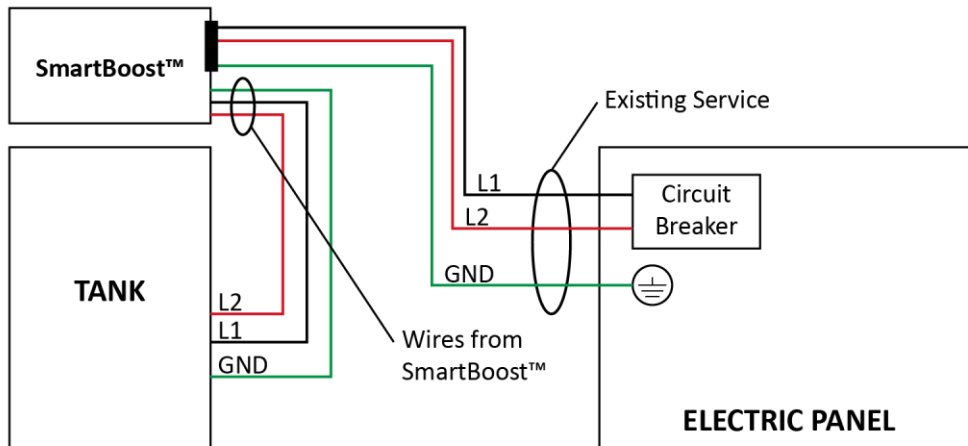 SmartBoost™
Existing Service
L1
Circuit
Breaker
L2
GND
TANK
L2
L1
GND
Wires from
SmartBoost™
ELECTRIC PANEL